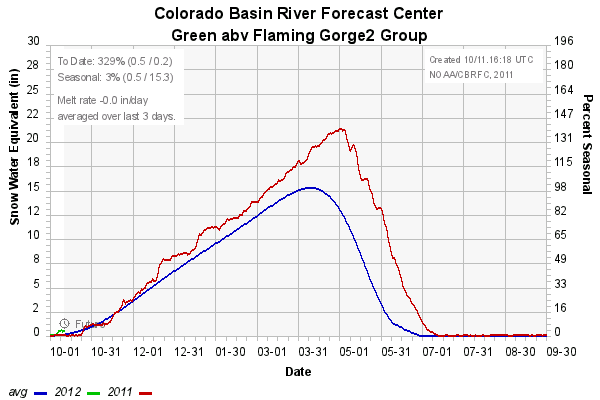 Colorado Basin River Forecast Center
Green abv Flaming Gorge2 Group
To Date: 329% (0.5 / 0.2)
Seasonal: 3% (0.5 / 15.3)
Melt rate -0.0 in/day
averaged over last 3 days.
Created 10/11.16:18 UTC
NOAA/CBRFC, 2011
Snow Water Equivalent (in)
30
28
25
22
20
18
15
12
10
8
5
2
0
Percent Seasonal
196
180
163
147
131
114
98
82
65
49
33
16
0
10-01 10-31 12-01 12-31 03-01 03-31 05-01 05-31 07-01 07-31 08-30 09-30
Date
avg 2012 2011